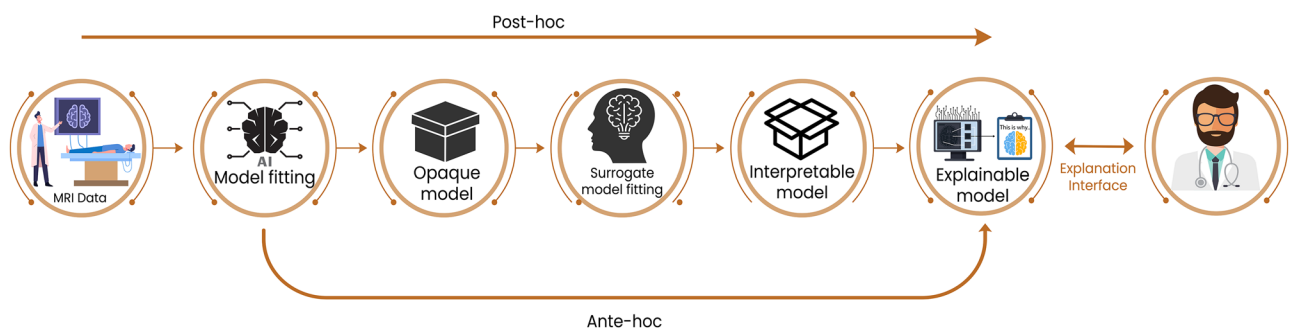 Post-hoc
MRI Data
AI
Model fitting
Opaque
model
Surrogate
model fitting
Interpretable
model
This is why..
Explainable
model
Explanation
Interface
Ante-hoc